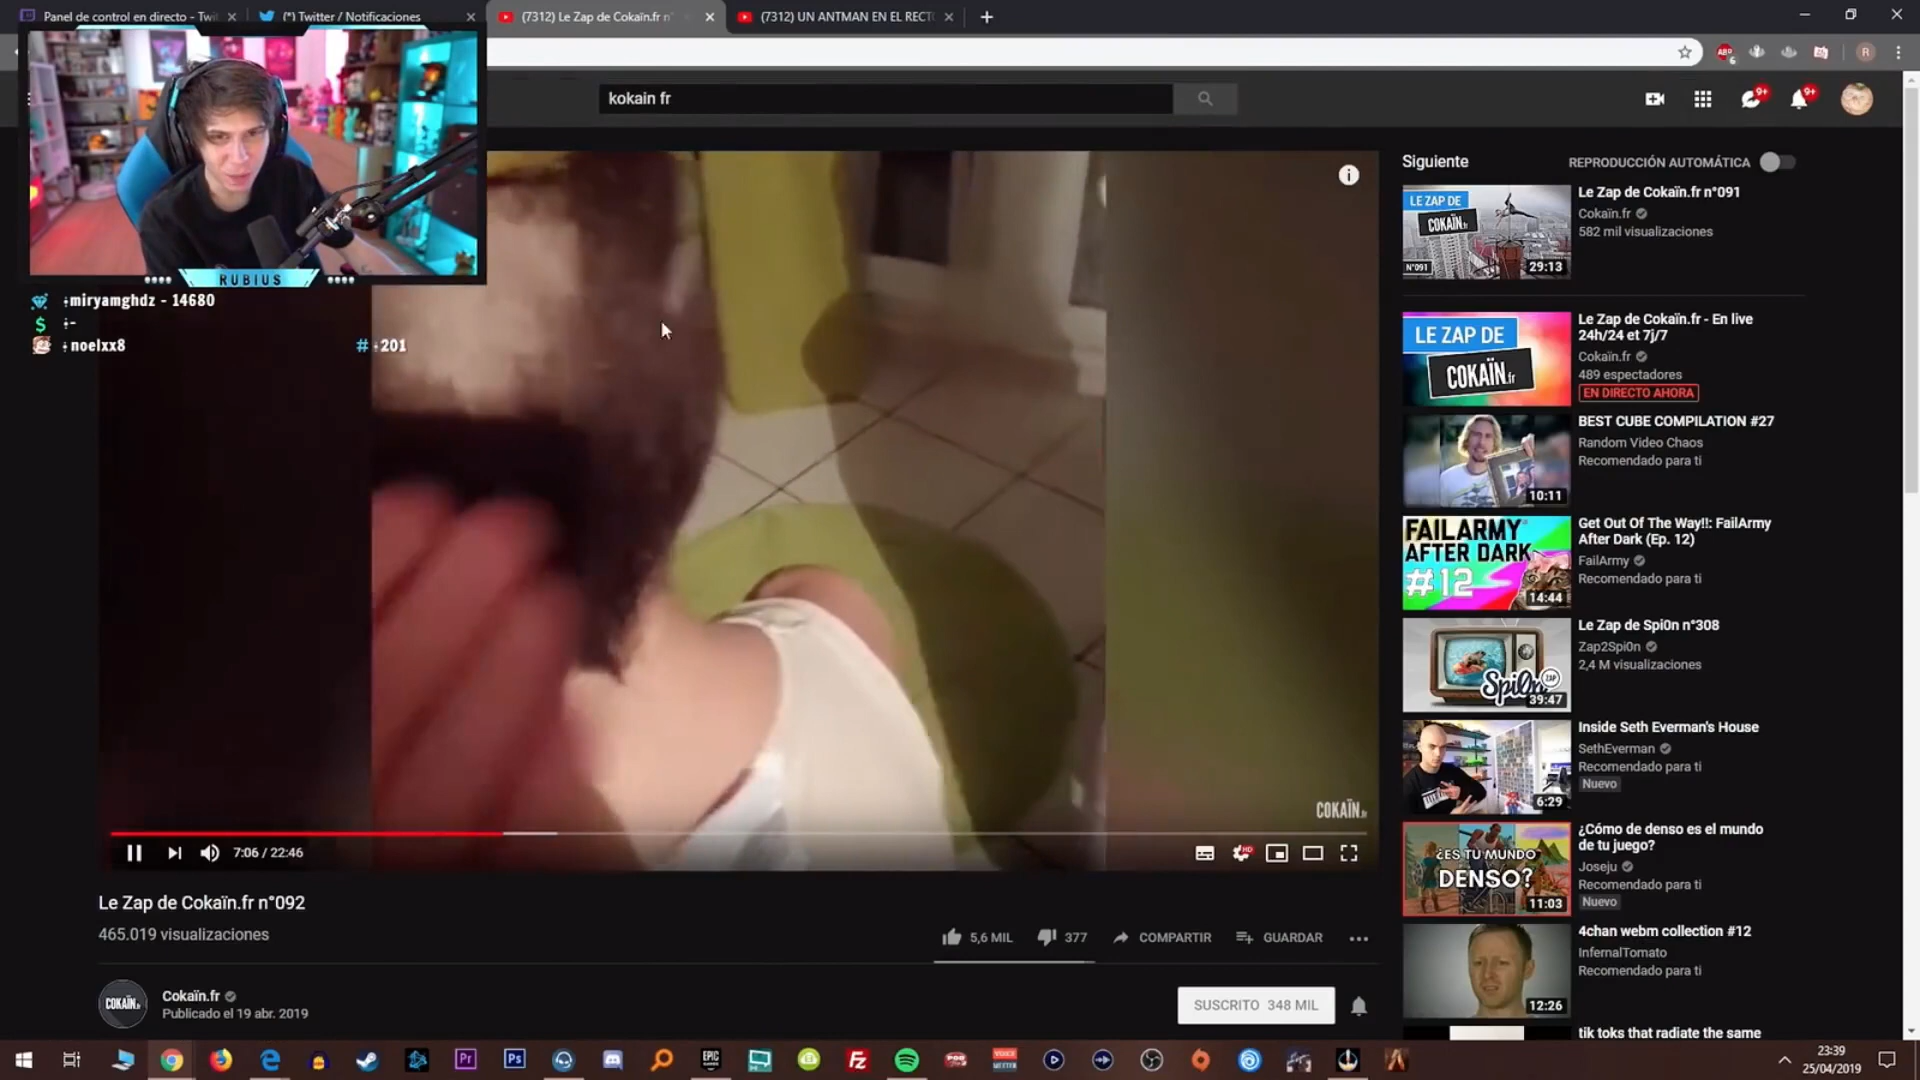 Panel de control en directo - Twi
(*) Twitter / Notificaciones
(7312) Le Zap de Cokaïn.fr n°
(7312) UN ANTMAN EN EL RECT
kokain fr
RUBIUS
miryamghdz - 14680
$ -
noelxx8
# 201
COKAÏN.fr
7:06 / 22:46
Le Zap de Cokaïn.fr n°092
465.019 visualizaciones
5,6 MIL
377
COMPARTIR
GUARDAR
COKAÏN.fr
Cokaïn.fr
Publicado el 19 abr. 2019
SUSCRITO 348 MIL
Siguiente
REPRODUCCIÓN AUTOMÁTICA
LE ZAP DE
COKAÏN.fr
N°091
29:13
Le Zap de Cokaïn.fr n°091
Cokaïn.fr
582 mil visualizaciones
LE ZAP DE
COKAÏN.fr
Le Zap de Cokaïn.fr - En live
24h/24 et 7j/7
Cokaïn.fr
489 espectadores
EN DIRECTO AHORA
10:11
BEST CUBE COMPILATION #27
Random Video Chaos
Recomendado para ti
FAILARMY
AFTER DARK
#12
14:44
Get Out Of The Way!!: FailArmy
After Dark (Ep. 12)
FailArmy
Recomendado para ti
Spi0n
ZAP
39:47
Le Zap de Spi0n n°308
Zap2Spi0n
2,4 M visualizaciones
6:29
Inside Seth Everman's House
SethEverman
Recomendado para ti
Nuevo
¿ES TU MUNDO
DENSO?
11:03
¿Cómo de denso es el mundo
de tu juego?
Joseju
Recomendado para ti
Nuevo
12:26
4chan webm collection #12
InfernalTomato
Recomendado para ti
tik toks that radiate the same
23:39
25/04/2019